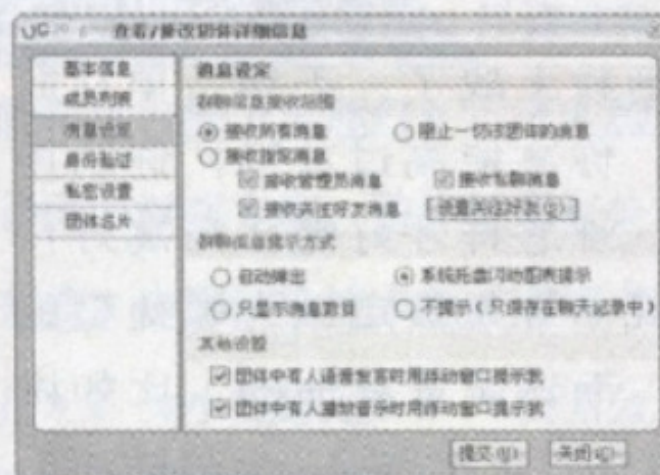 UC 查看/修改团体详细信息
基本信息
成员列表
消息设定
身份验证
私密设置
团体名片
消息设定
群聊信息接收范围
接收所有消息 阻止一切该团体的消息
接收指定消息
接收管理员消息 接收私聊消息
接收关注好友消息 设置关注好友
群聊信息提示方式
自动弹出 系统托盘闪动图标提示
只显示消息数目 不提示(只保存在聊天记录中)
其他设置
团体中有人语音发言时用移动窗口提示我
团体中有人播放音乐时用移动窗口提示我
提交 关闭